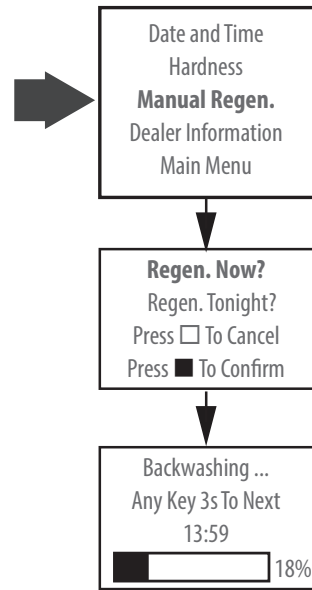 Date and Time
Hardness
Manual Regen.
Dealer Information
Main Menu
Regen. Now?
Regen. Tonight?
Press □ To Cancel
Press ■ To Confirm
Backwashing ...
Any Key 3s To Next
13:59
18%